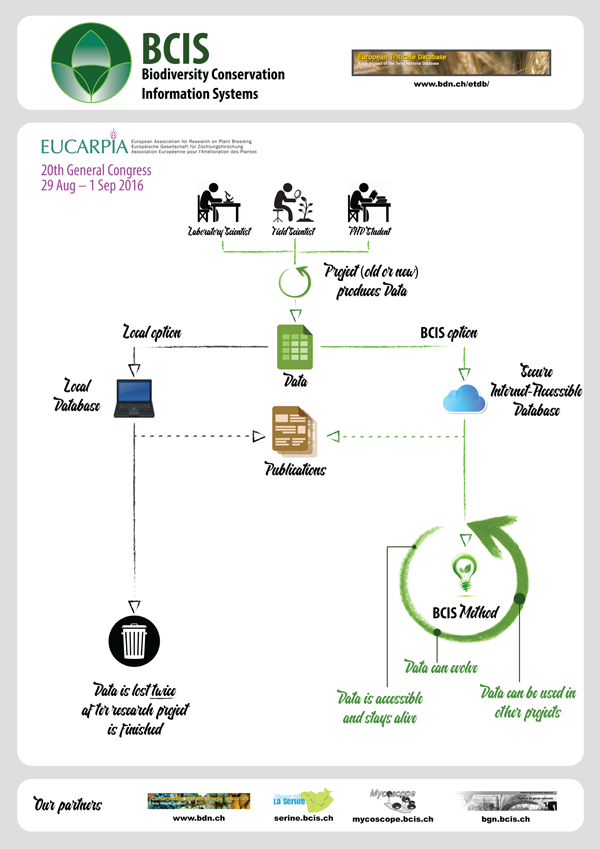 BCIS
Biodiversity Conservation
Information Systems
European Triticale Database
www.bdn.ch/etdb/
EUCARPIA
European Association for Research on Plant Breeding
Europäische Gesellschaft für Züchtungsforschung
Association Européenne pour l'Amélioration des Plantes
20th General Congress
29 Aug – 1 Sep 2016
Laboratory Scientist
Field Scientist
PHD Student
Project (old or new)
produces Data
Local option
BCIS option
Local
Database
Data
Secure
Internet-Accessible
Database
Publications
BCIS Method
Data can evolve
Data is accessible
and stays alive
Data can be used in
other projects
Data is lost twice
after research project
is finished
Our partners
La Serine
Mycoscope
www.bdn.ch
serine.bcis.ch
mycoscope.bcis.ch
bgn.bcis.ch